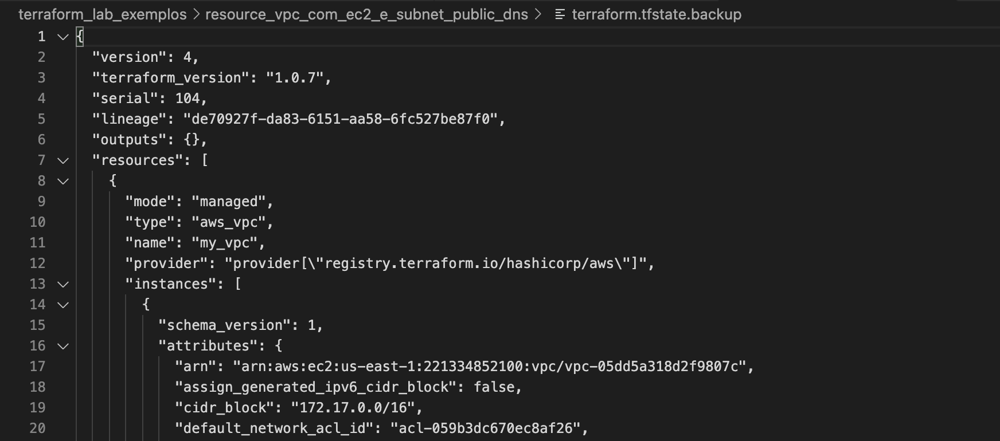 terraform_lab_exemplos > resource_vpc_com_ec2_e_subnet_public_dns > terraform.tfstate.backup
1 {
2 "version": 4,
3 "terraform_version": "1.0.7",
4 "serial": 104,
5 "lineage": "de70927f-da83-6151-aa58-6fc527be87f0",
6 "outputs": {},
7 "resources": [
8 {
9 "mode": "managed",
10 "type": "aws_vpc",
11 "name": "my_vpc",
12 "provider": "provider[\"registry.terraform.io/hashicorp/aws\"]",
13 "instances": [
14 {
15 "schema_version": 1,
16 "attributes": {
17 "arn": "arn:aws:ec2:us-east-1:221334852100:vpc/vpc-05dd5a318d2f9807c",
18 "assign_generated_ipv6_cidr_block": false,
19 "cidr_block": "172.17.0.0/16",
20 "default_network_acl_id": "acl-059b3dc670ec8af26",